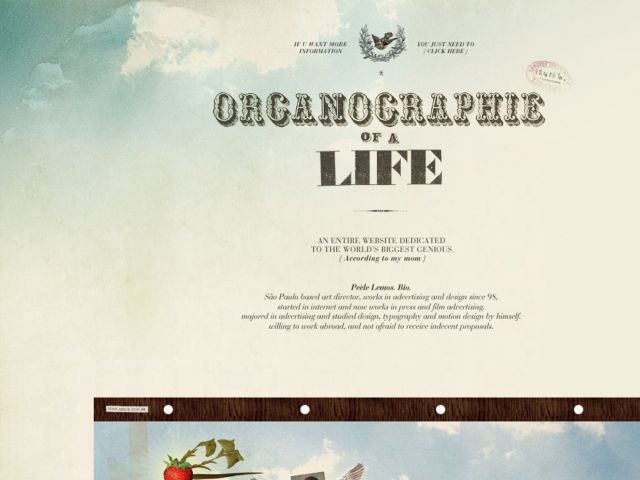 IF U WANT MORE
INFORMATION
YOU JUST NEED TO
( CLICK HERE )
ORGANOGRAPHIE
OF A
LIFE
AN ENTIRE WEBSITE DEDICATED
TO THE WORLD'S BIGGEST GENIOUS.
( According to my mom )
Peèle Lemos. Bio.
São Paulo based art director, works in advertising and design since 98,
started in internet and now works in press and film advertising.
majored in advertising and studied design, typography and motion design by himself.
willing to work abroad, and not afraid to receive indecent proposals.